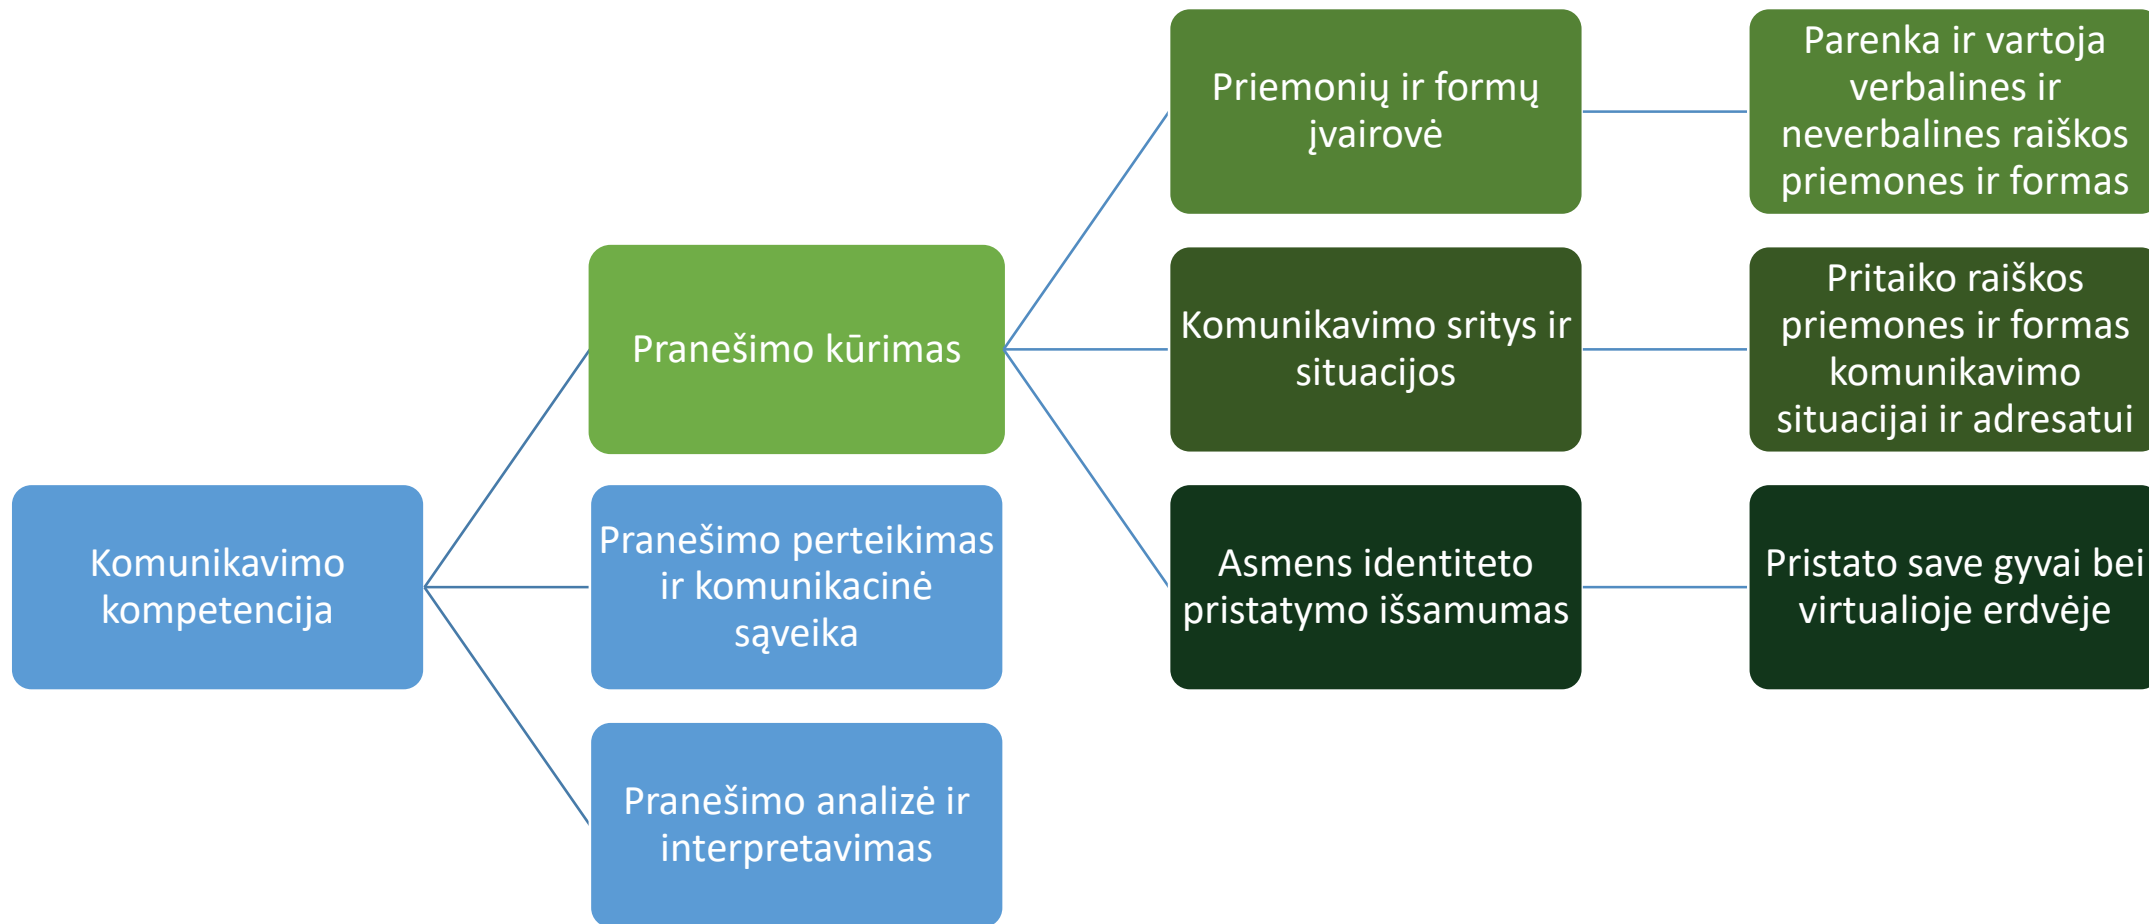 Komunikavimo
kompetencija
Pranešimo kūrimas
Pranešimo perteikimas
ir komunikacinė
sąveika
Pranešimo analizė ir
interpretavimas
Priemonių ir formų
įvairovė
Komunikavimo sritys ir
situacijos
Asmens identiteto
pristatymo išsamumas
Parenka ir vartoja
verbalines ir
neverbalines raiškos
priemones ir formas
Pritaiko raiškos
priemones ir formas
komunikavimo
situacijai ir adresatui
Pristato save gyvai bei
virtualioje erdvėje